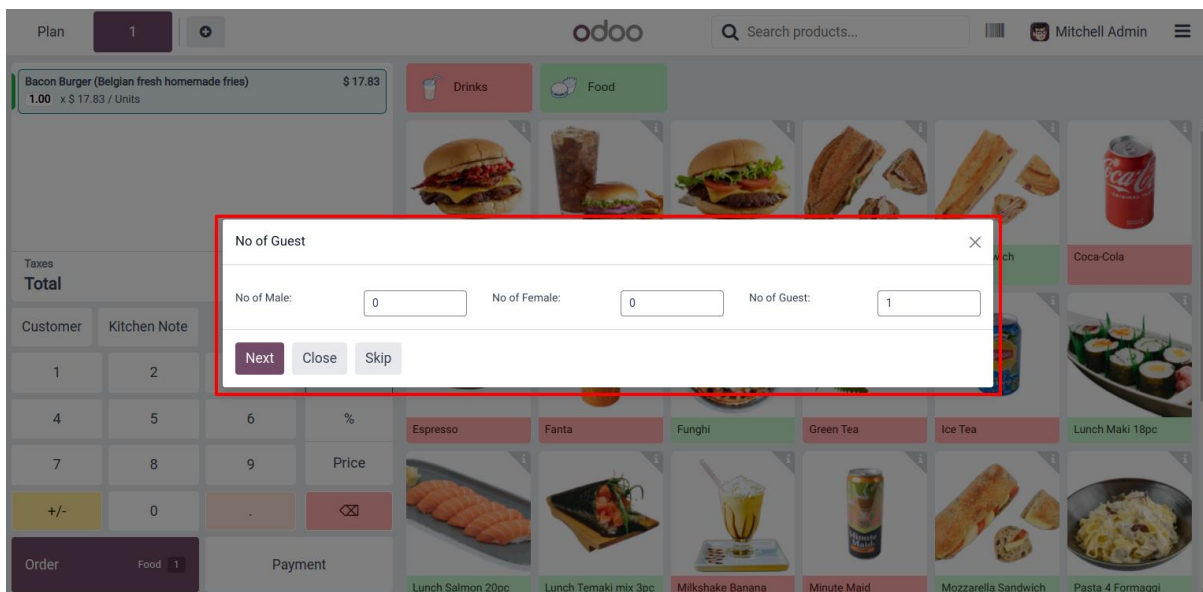 Plan
1
odoo
Search products...
Mitchell Admin
Bacon Burger (Belgian fresh homemade fries)
$ 17.83
1.00 x $ 17.83 / Units
Drinks
Food
Taxes
Total
Coca-Cola
No of Guest
No of Male:
0
No of Female:
0
No of Guest:
1
Next
Close
Skip
Customer
Kitchen Note
1
2
4
5
6
%
7
8
9
Price
+/-
0
.
Order
Food 1
Payment
Espresso
Fanta
Funghi
Green Tea
Ice Tea
Lunch Maki 18pc
Lunch Salmon 20pc
Lunch Temaki mix 3pc
Milkshake Banana
Minute Maid
Mozzarella Sandwich
Pasta 4 Formaggi